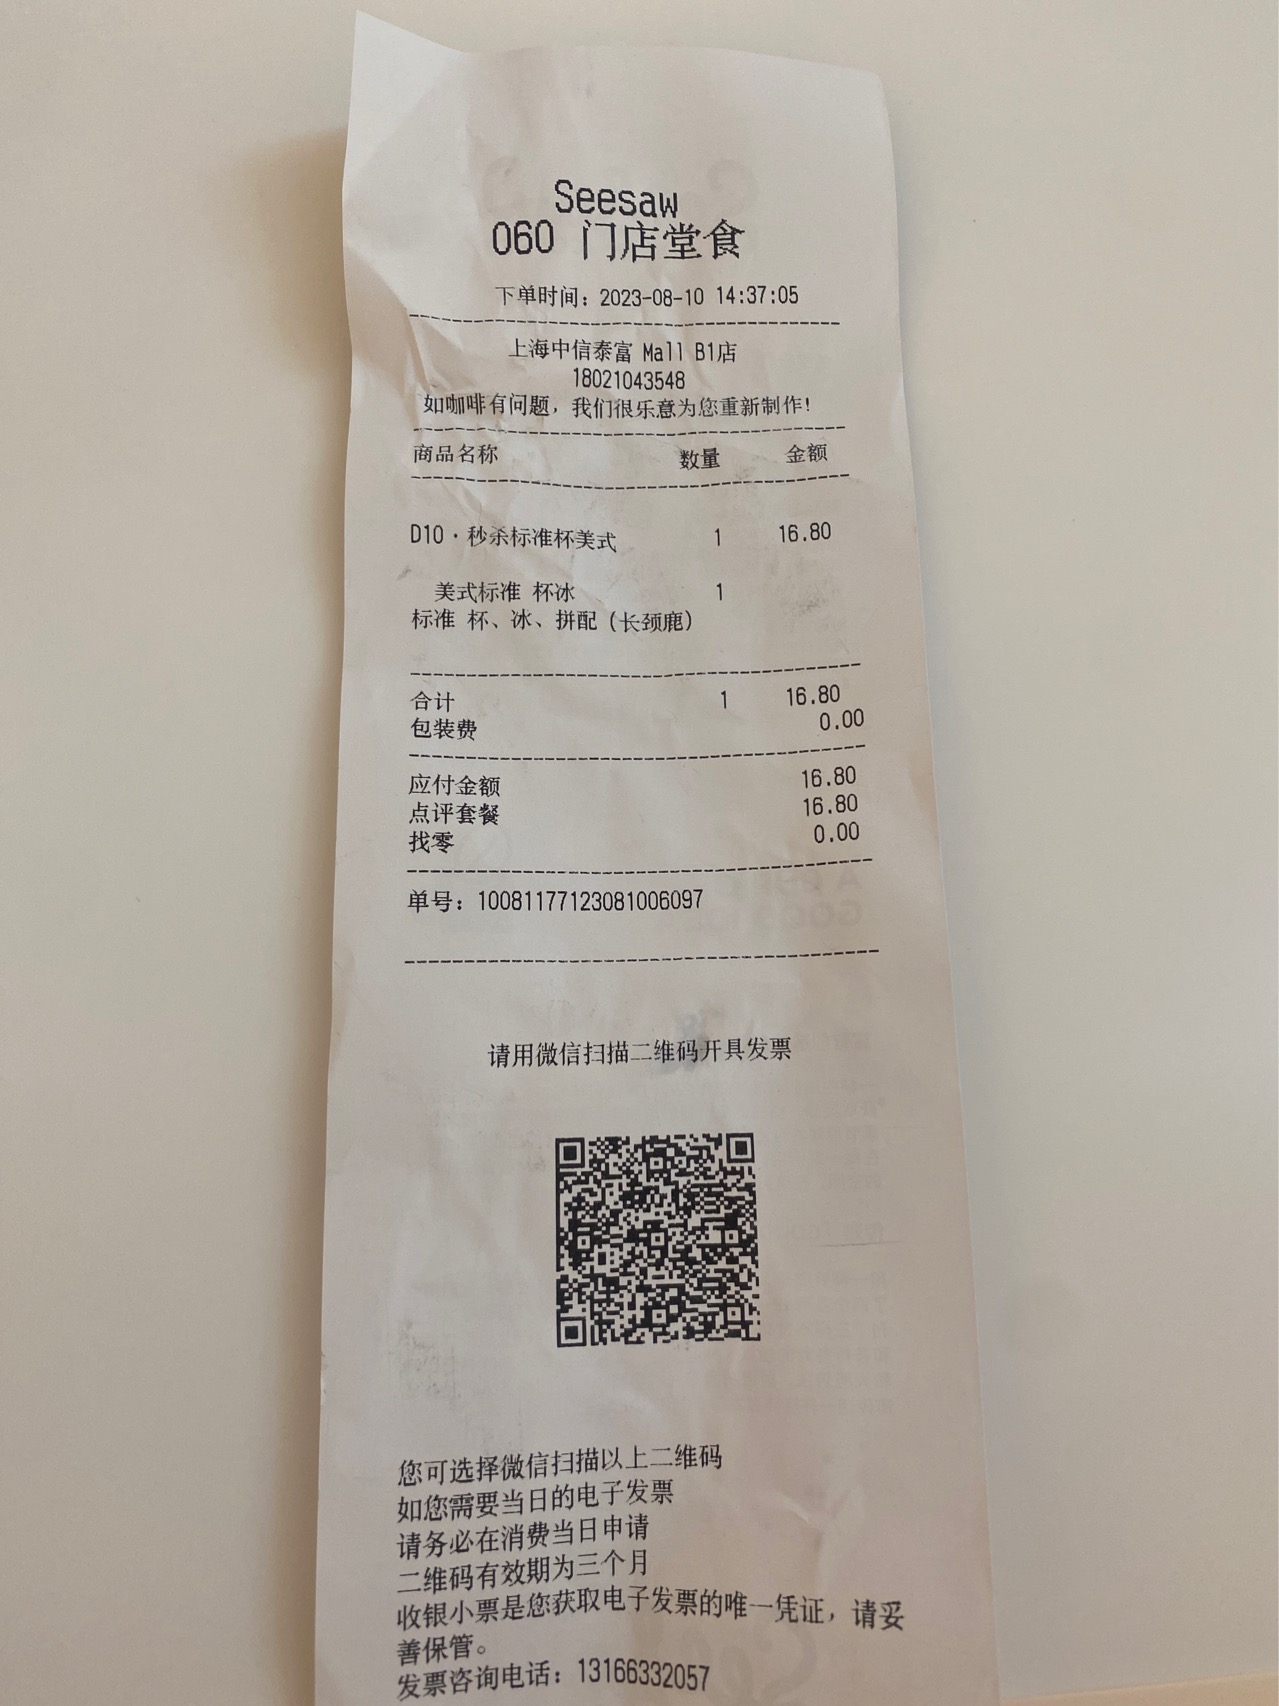 Seesaw
060 门店堂食
下单时间：2023-08-10 14:37:05
上海中信泰富 Mall B1店
18021043548
如咖啡有问题，我们很乐意为您重新制作！
商品名称 数量 金额
D10·秒杀标准杯美式 1 16.80
美式标准 杯冰 1
标准 杯、冰、拼配（长颈鹿）
合计 1 16.80
包装费 0.00
应付金额 16.80
点评套餐 16.80
找零 0.00
单号：10081177123081006097
请用微信扫描二维码开具发票
您可选择微信扫描以上二维码
如您需要当日的电子发票
请务必在消费当日申请
二维码有效期为三个月
收银小票是您获取电子发票的唯一凭证，请妥
善保管。
发票咨询电话：13166332057